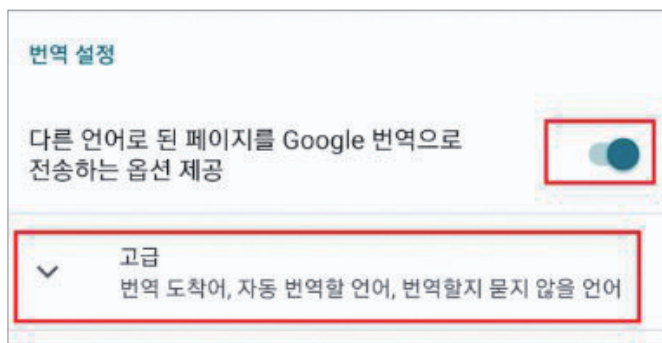 번역 설정
다른 언어로 된 페이지를 Google 번역으로
전송하는 옵션 제공
고급
번역 도착어, 자동 번역할 언어, 번역할지 묻지 않을 언어